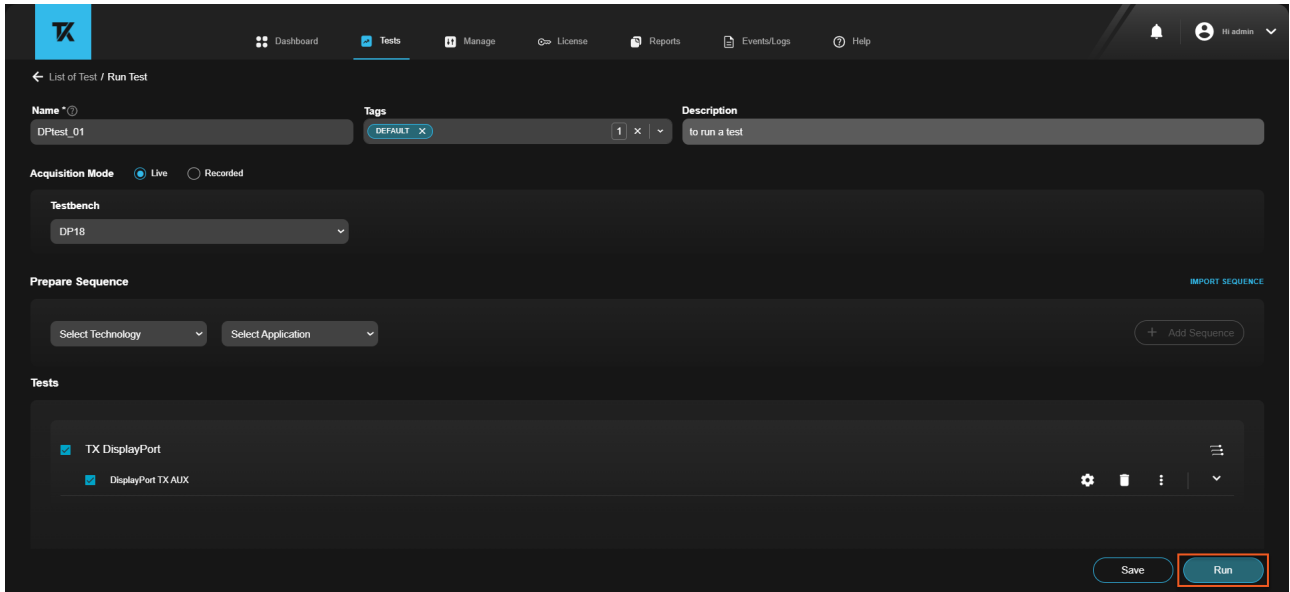 TK
Dashboard
Tests
Manage
License
Reports
Events/Logs
Help
Hi admin
List of Test / Run Test
Name *
Tags
Description
DPtest_01
DEFAULT
1
to run a test
Acquisition Mode
Live
Recorded
Testbench
DP18
Prepare Sequence
IMPORT SEQUENCE
Select Technology
Select Application
+ Add Sequence
Tests
TX DisplayPort
DisplayPort TX AUX
Save
Run